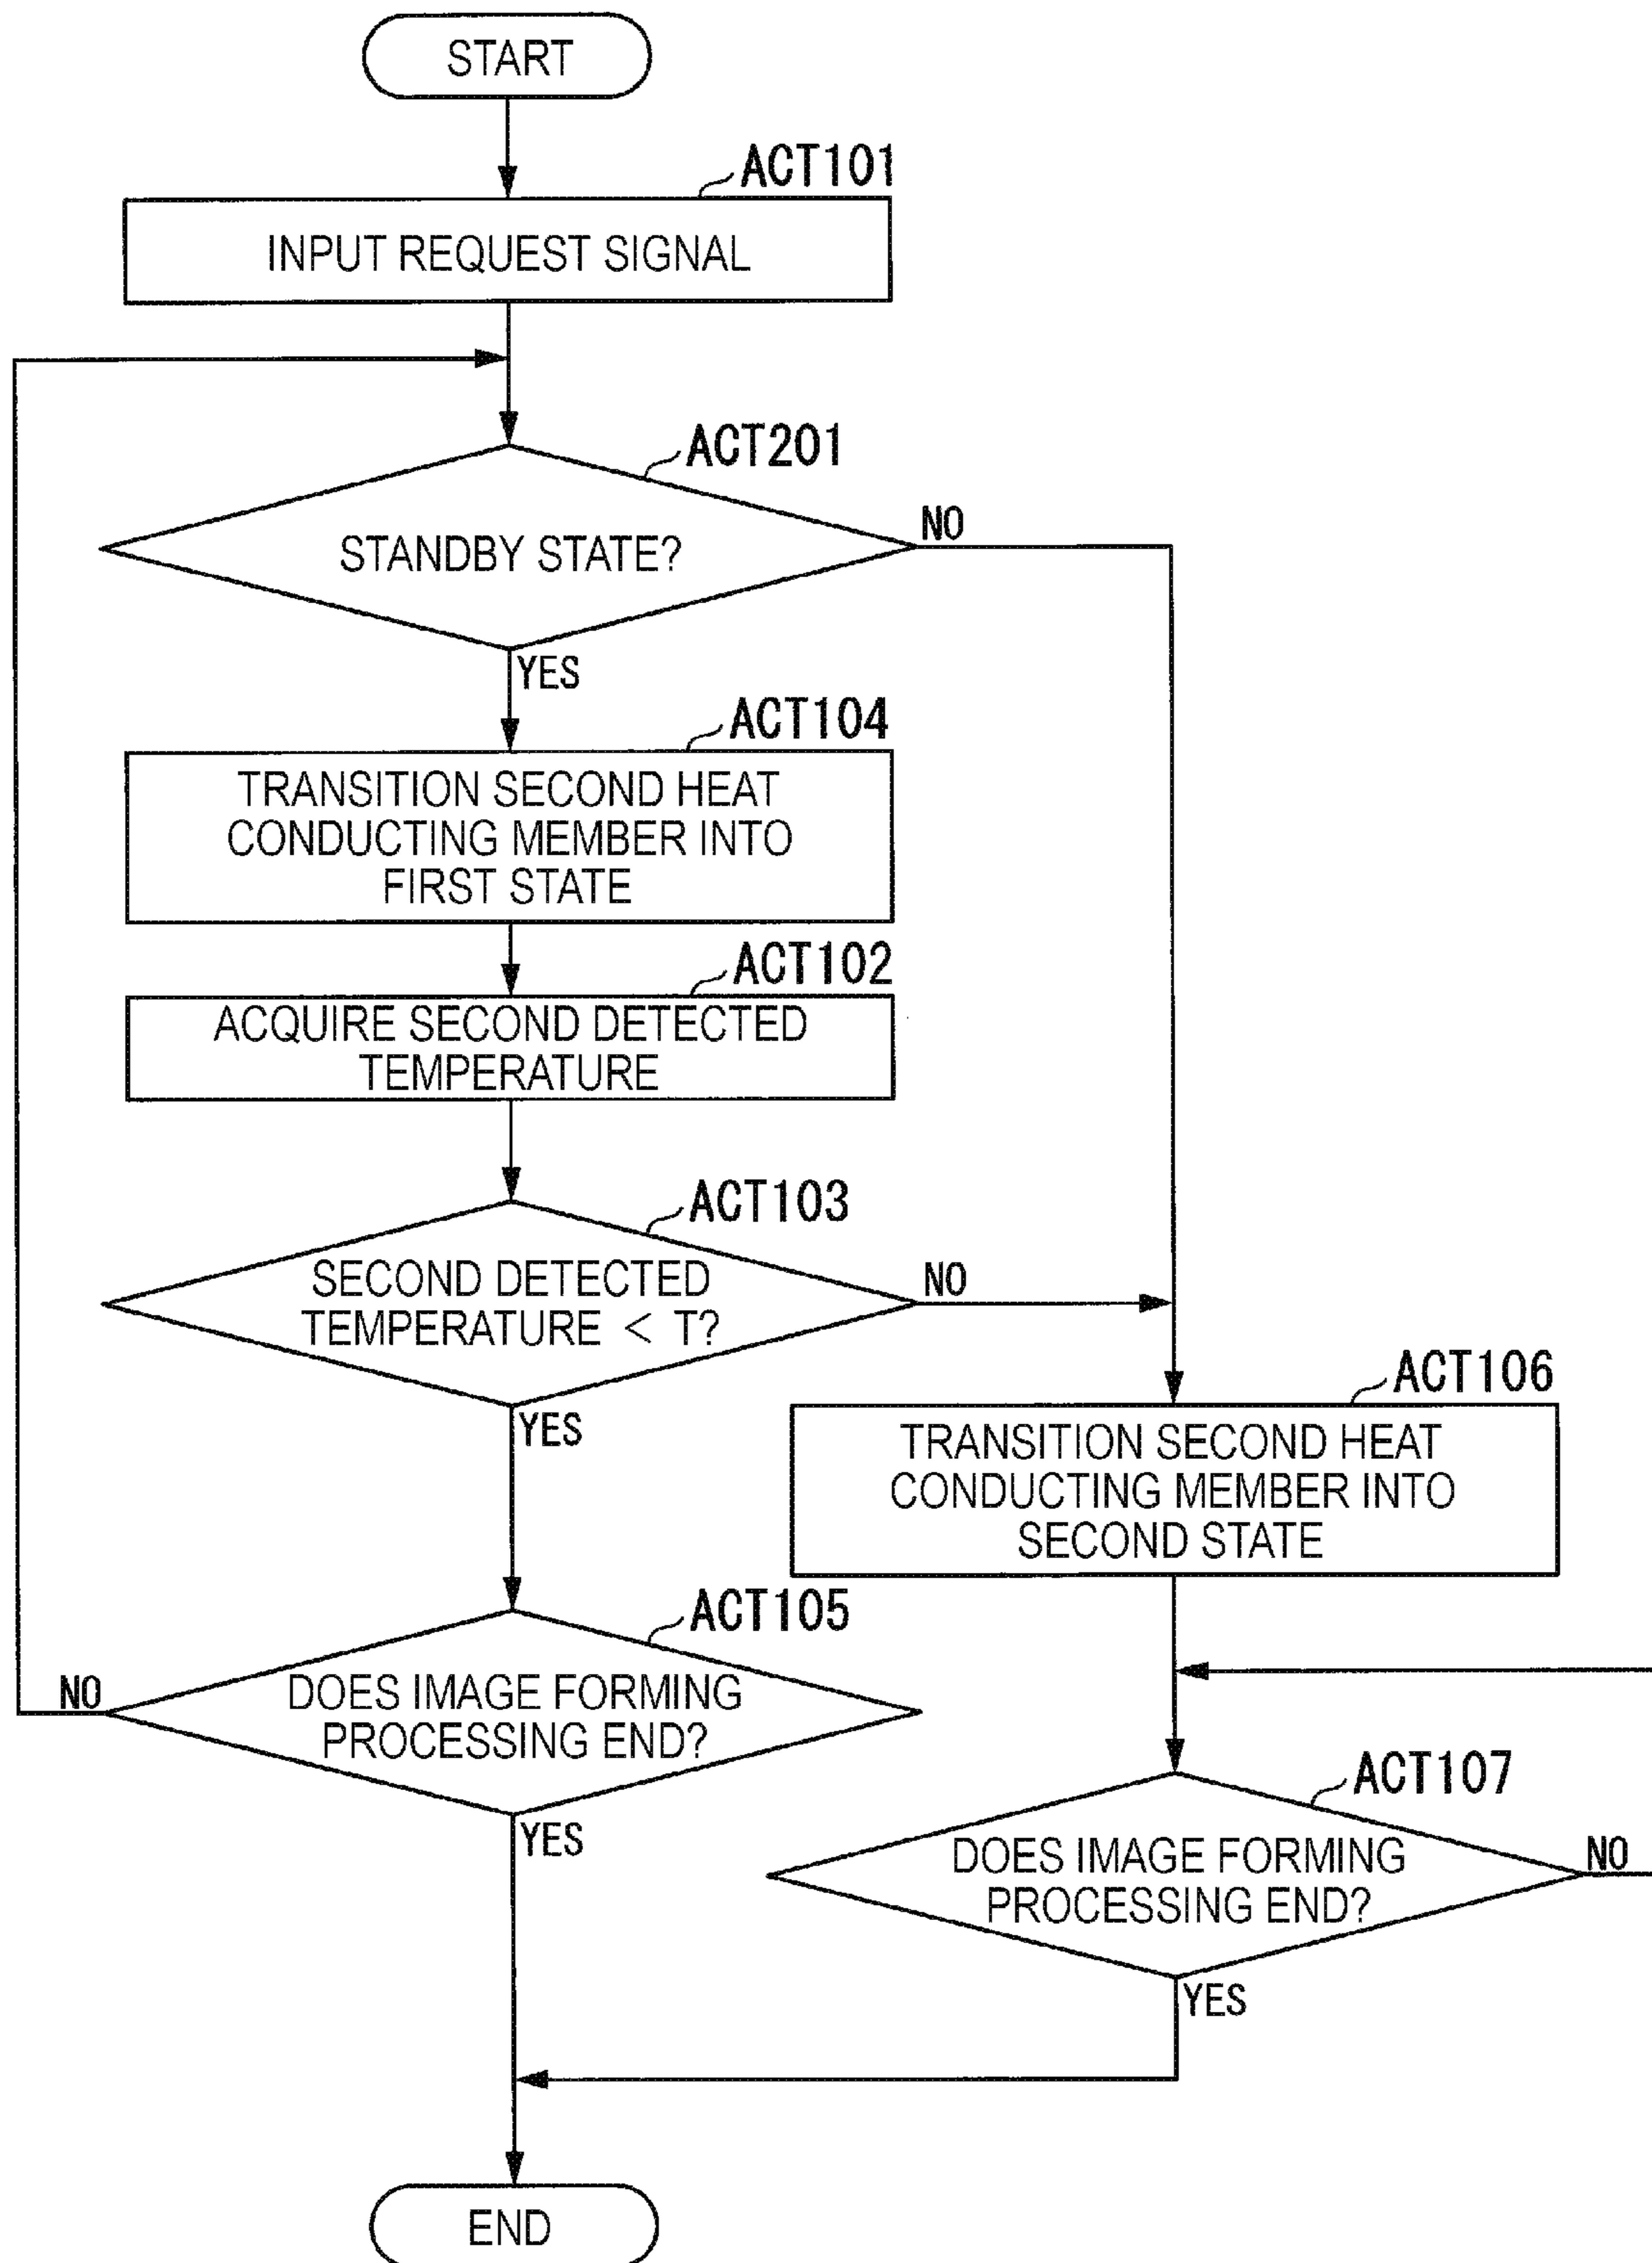 START
ACT101
INPUT REQUEST SIGNAL
ACT201
STANDBY STATE?
NO
YES
ACT104
TRANSITION SECOND HEAT
CONDUCTING MEMBER INTO
FIRST STATE
ACT102
ACQUIRE SECOND DETECTED
TEMPERATURE
ACT103
SECOND DETECTED
TEMPERATURE < T?
NO
YES
ACT106
TRANSITION SECOND HEAT
CONDUCTING MEMBER INTO
SECOND STATE
ACT105
DOES IMAGE FORMING
PROCESSING END?
NO
YES
ACT107
DOES IMAGE FORMING
PROCESSING END?
NO
YES
END